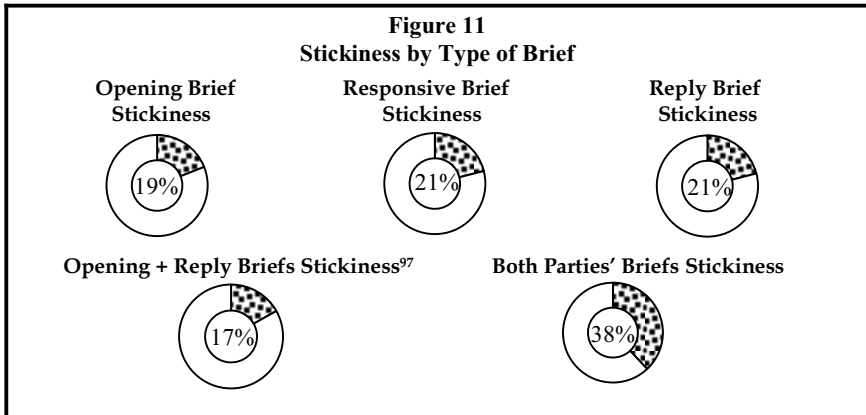 Figure 11
Stickiness by Type of Brief
Opening Brief
Stickiness
19%
Responsive Brief
Stickiness
21%
Reply Brief
Stickiness
21%
Opening + Reply Briefs Stickiness⁹⁷
17%
Both Parties’ Briefs Stickiness
38%